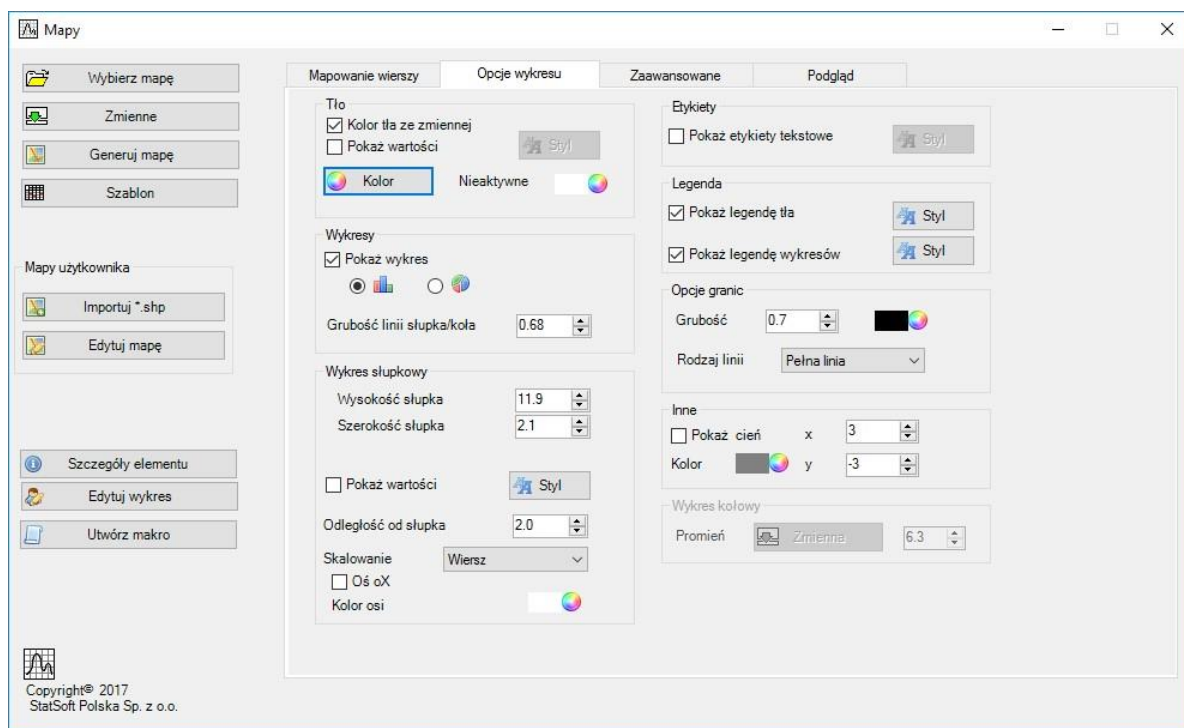 Mapy
Wybierz mapę
Zmienne
Generuj mapę
Szablon
Mapy użytkownika
Importuj *.shp
Edytuj mapę
Szczegóły elementu
Edytuj wykres
Utwórz makro
Copyright© 2017
StatSoft Polska Sp. z o.o.
Mapowanie wierszy Opcje wykresu Zaawansowane Podgląd
Tło
Kolor tła ze zmiennej
Pokaż wartości Styl
Kolor Nieaktywne
Wykresy
Pokaż wykres
Grubość linii słupka/koła 0.68
Wykres słupkowy
Wysokość słupka 11.9
Szerokość słupka 2.1
Pokaż wartości Styl
Odległość od słupka 2.0
Skalowanie Wiersz
Oś oX
Kolor osi
Etykiety
Pokaż etykiety tekstowe Styl
Legenda
Pokaż legendę tła Styl
Pokaż legendę wykresów Styl
Opcje granic
Grubość 0.7
Rodzaj linii Pełna linia
Inne
Pokaż cień x 3
Kolor y -3
Wykres kołowy
Promień Zmienna 6.3